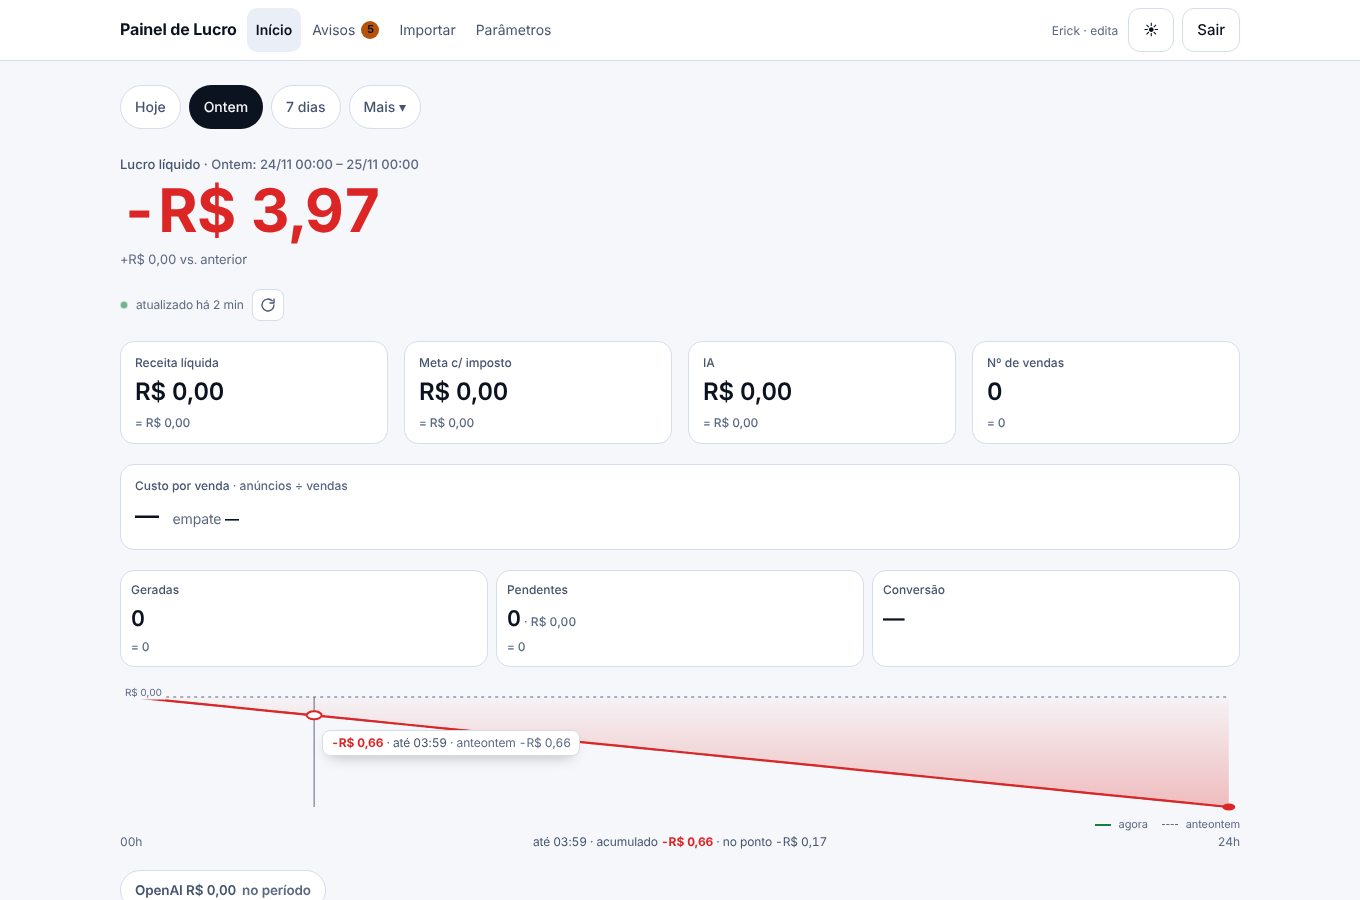 Painel de Lucro Início Avisos 5 Importar Parâmetros Erick · edita ☀ Sair
Hoje Ontem 7 dias Mais ▾
Lucro líquido · Ontem: 24/11 00:00 – 25/11 00:00
-R$ 3,97
+R$ 0,00 vs. anterior
atualizado há 2 min
Receita líquida
R$ 0,00
= R$ 0,00
Meta c/ imposto
R$ 0,00
= R$ 0,00
IA
R$ 0,00
= R$ 0,00
Nº de vendas
0
= 0
Custo por venda · anúncios ÷ vendas
— empate —
Geradas
0
= 0
Pendentes
0 · R$ 0,00
= 0
Conversão
—
R$ 0,00
-R$ 0,66 · até 03:59 · anteontem -R$ 0,66
agora anteontem
00h até 03:59 · acumulado -R$ 0,66 · no ponto -R$ 0,17 24h
OpenAI R$ 0,00 no período